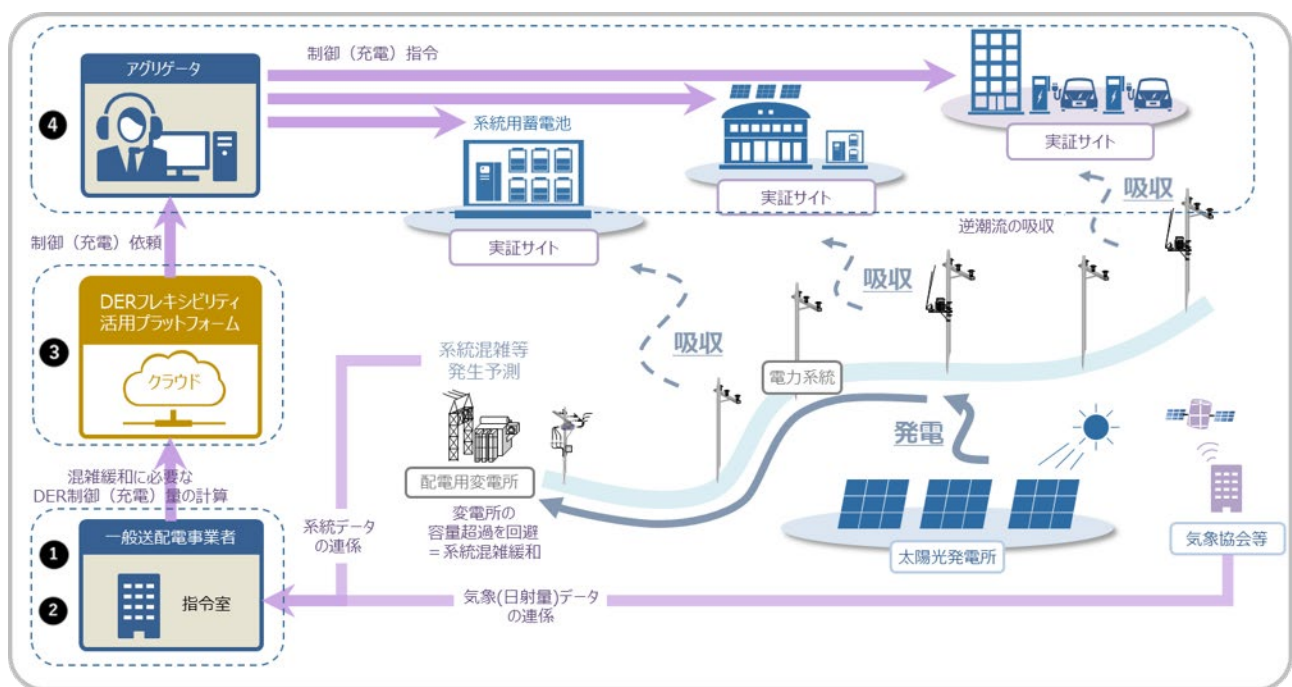 アグリゲータ
制御（充電）指令
❹
系統用蓄電池
実証サイト
実証サイト
実証サイト
制御（充電）依頼
逆潮流の吸収
吸収
吸収
吸収
❸
DERフレキシビリティ
活用プラットフォーム
クラウド
系統混雑等
発生予測
電力系統
発電
配電用変電所
変電所の
容量超過を回避
＝系統混雑緩和
混雑緩和に必要な
DER制御（充電）量の計算
❶
❷
一般送配電事業者
指令室
系統データ
の連係
太陽光発電所
気象協会等
気象(日射量)データ
の連係